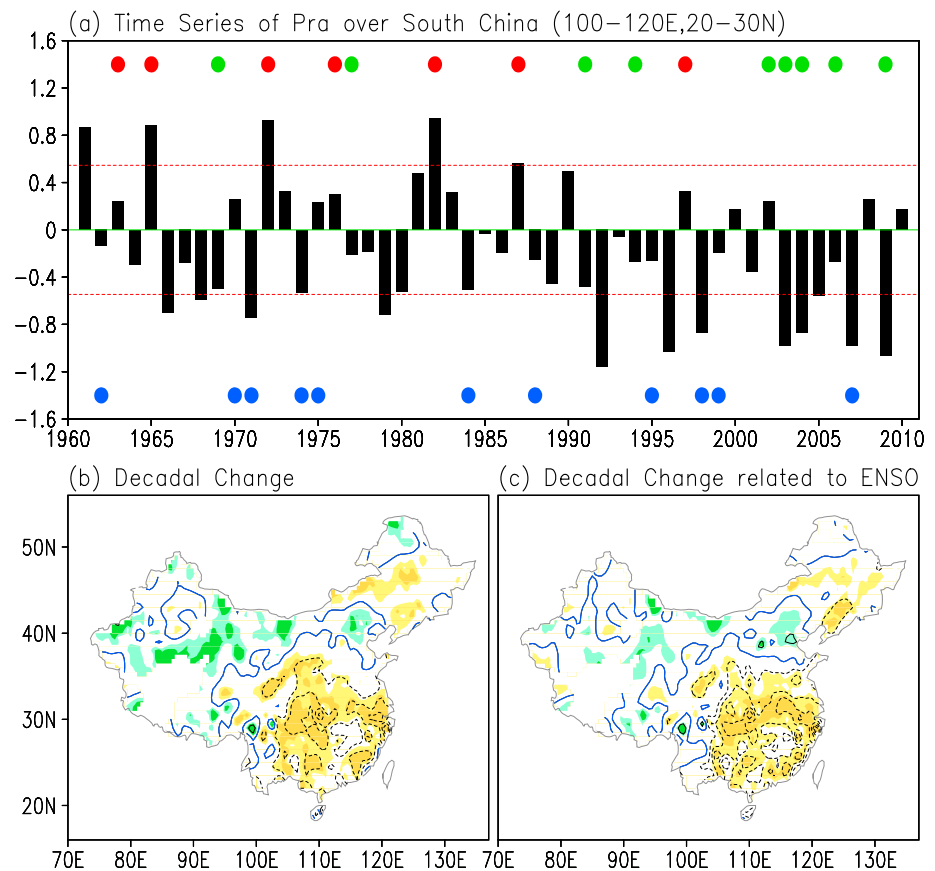 (a) Time Series of Pra over South China (100−120E,20−30N)
1.6
1.2
0.8
0.4
0
−0.4
−0.8
−1.2
−1.6
1960 1965 1970 1975 1980 1985 1990 1995 2000 2005 2010
(b) Decadal Change
50N
40N
30N
20N
70E 80E 90E 100E 110E 120E 130E
(c) Decadal Change related to ENSO
70E 80E 90E 100E 110E 120E 130E